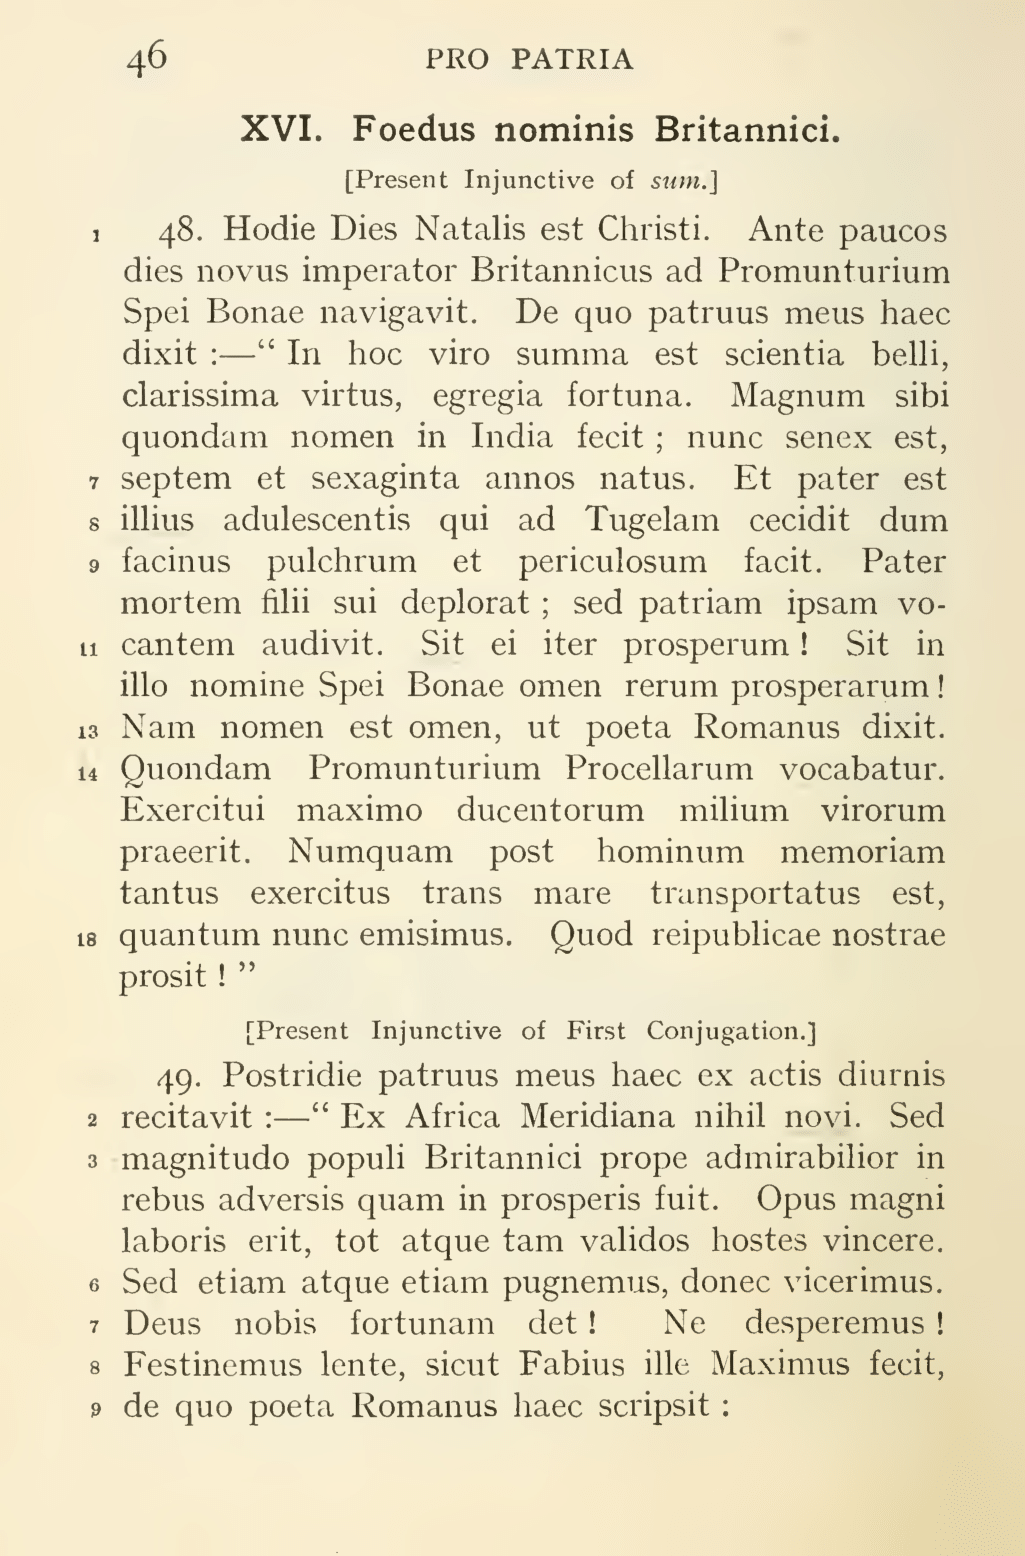 46 PRO PATRIA
XVI. Foedus nominis Britannici.
[Present Injunctive of sum.]
1 48. Hodie Dies Natalis est Christi. Ante paucos
dies novus imperator Britannicus ad Promunturium
Spei Bonae navigavit. De quo patruus meus haec
dixit :—“ In hoc viro summa est scientia belli,
clarissima virtus, egregia fortuna. Magnum sibi
quondam nomen in India fecit ; nunc senex est,
7 septem et sexaginta annos natus. Et pater est
8 illius adulescentis qui ad Tugelam cecidit dum
9 facinus pulchrum et periculosum facit. Pater
mortem filii sui deplorat ; sed patriam ipsam vo-
11 cantem audivit. Sit ei iter prosperum ! Sit in
illo nomine Spei Bonae omen rerum prosperarum !
13 Nam nomen est omen, ut poeta Romanus dixit.
14 Quondam Promunturium Procellarum vocabatur.
Exercitui maximo ducentorum milium virorum
praeerit. Numquam post hominum memoriam
tantus exercitus trans mare transportatus est,
18 quantum nunc emisimus. Quod reipublicae nostrae
prosit ! ”
[Present Injunctive of First Conjugation.]
49. Postridie patruus meus haec ex actis diurnis
2 recitavit :—“ Ex Africa Meridiana nihil novi. Sed
3 magnitudo populi Britannici prope admirabilior in
rebus adversis quam in prosperis fuit. Opus magni
laboris erit, tot atque tam validos hostes vincere.
6 Sed etiam atque etiam pugnemus, donec vicerimus.
7 Deus nobis fortunam det ! Ne desperemus !
8 Festinemus lente, sicut Fabius ille Maximus fecit,
9 de quo poeta Romanus haec scripsit :